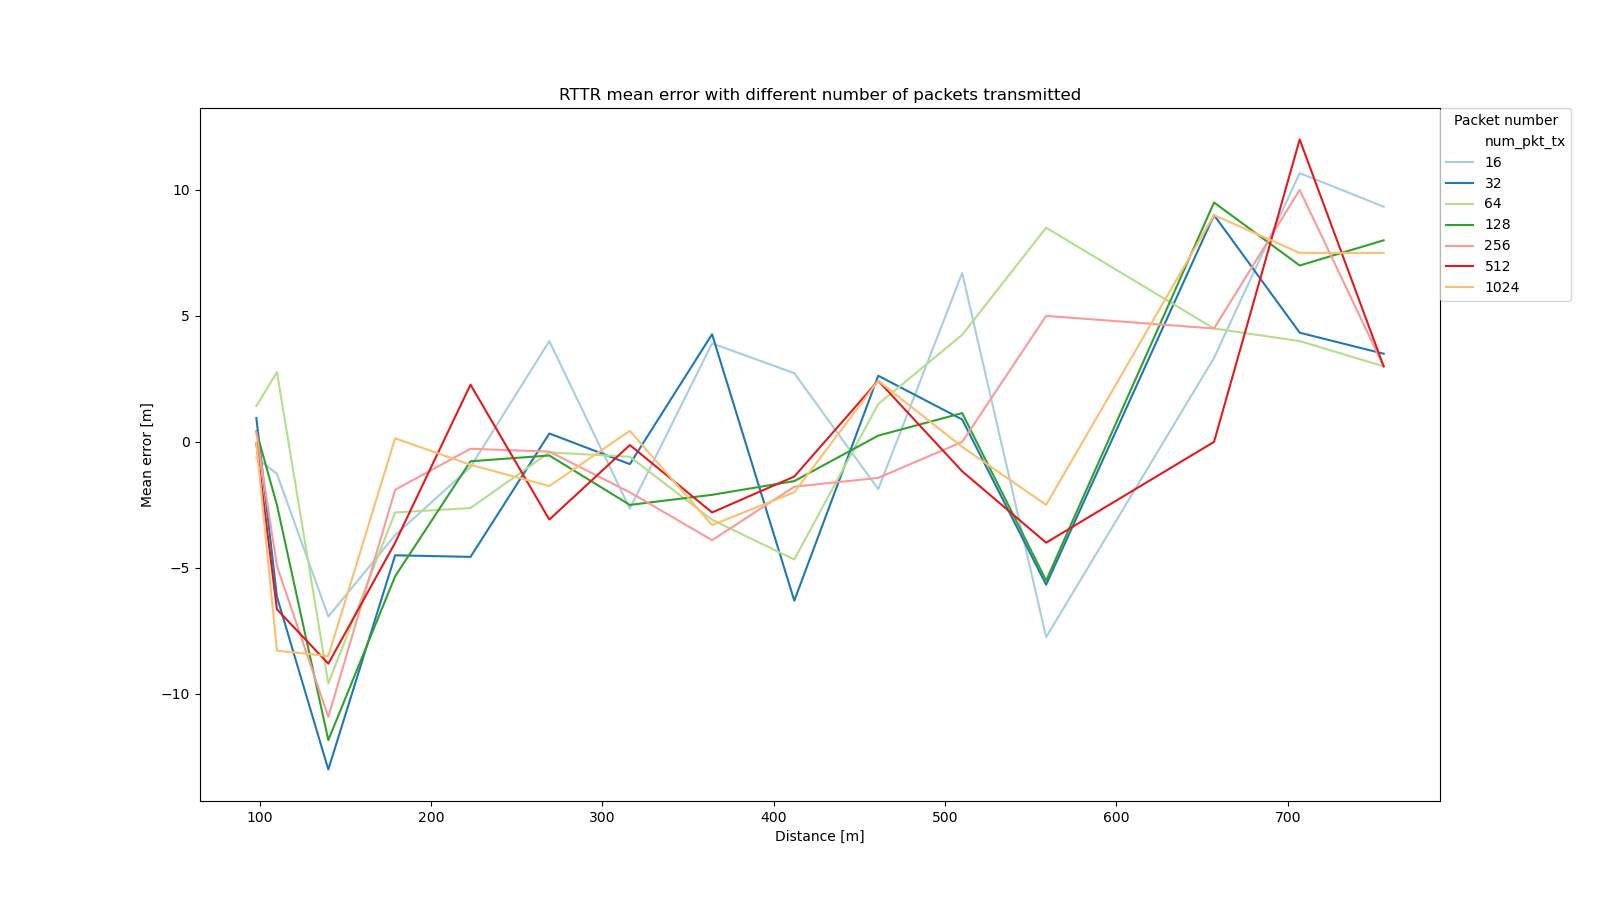 RTTR mean error with different number of packets transmitted
Packet number
num_pkt_tx
16
32
64
128
256
512
1024
10
5
0
−5
−10
Mean error [m]
100 200 300 400 500 600 700
Distance [m]